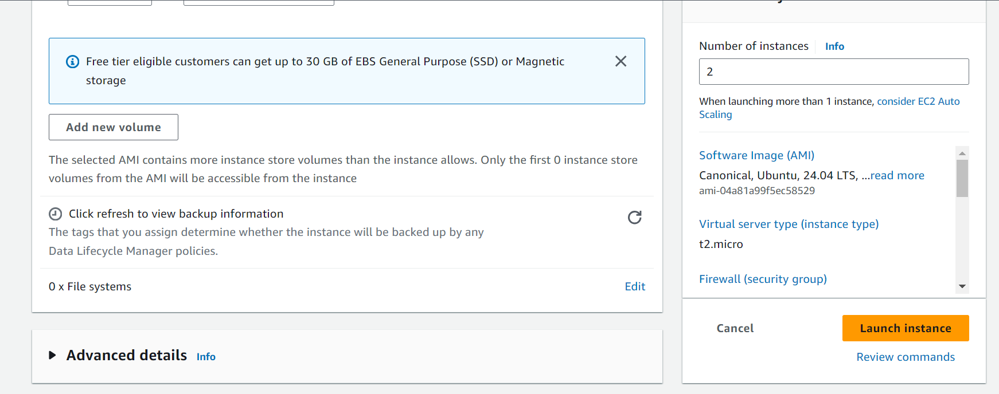 Free tier eligible customers can get up to 30 GB of EBS General Purpose (SSD) or Magnetic
storage
Add new volume
The selected AMI contains more instance store volumes than the instance allows. Only the first 0 instance store
volumes from the AMI will be accessible from the instance
Click refresh to view backup information
The tags that you assign determine whether the instance will be backed up by any
Data Lifecycle Manager policies.
0 x File systems
Edit
Advanced details Info
Number of instances Info
2
When launching more than 1 instance, consider EC2 Auto
Scaling
Software Image (AMI)
Canonical, Ubuntu, 24.04 LTS, ...read more
ami-04a81a99f5ec58529
Virtual server type (instance type)
t2.micro
Firewall (security group)
Cancel
Launch instance
Review commands